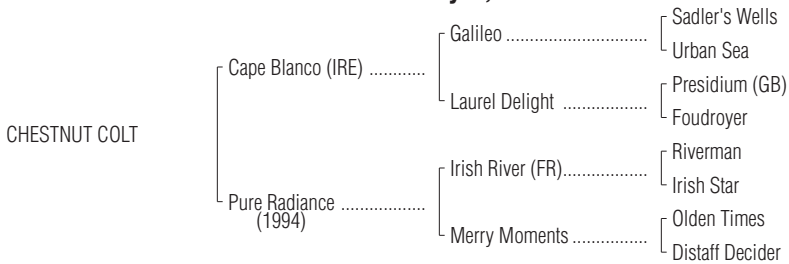 Sadler's Wells
Galileo ..............................
Urban Sea
Cape Blanco (IRE) ............
Presidium (GB)
Laurel Delight ..................
Foudroyer
CHESTNUT COLT
Riverman
Irish River (FR)..................
Irish Star
Pure Radiance ..................
(1994)
Olden Times
Merry Moments ................
Distaff Decider